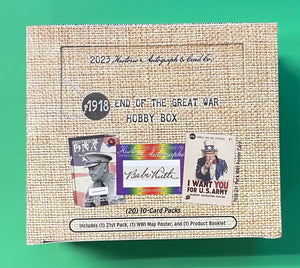 2023 Historic Autograph & Card Co.
1918 END OF THE GREAT WAR
HOBBY BOX
Babe Ruth
I WANT YOU
FOR U.S. ARMY
(20) 10-Card Packs
Includes (1) 21st Pack, (1) WWI Map Poster, and (1) Product Booklet